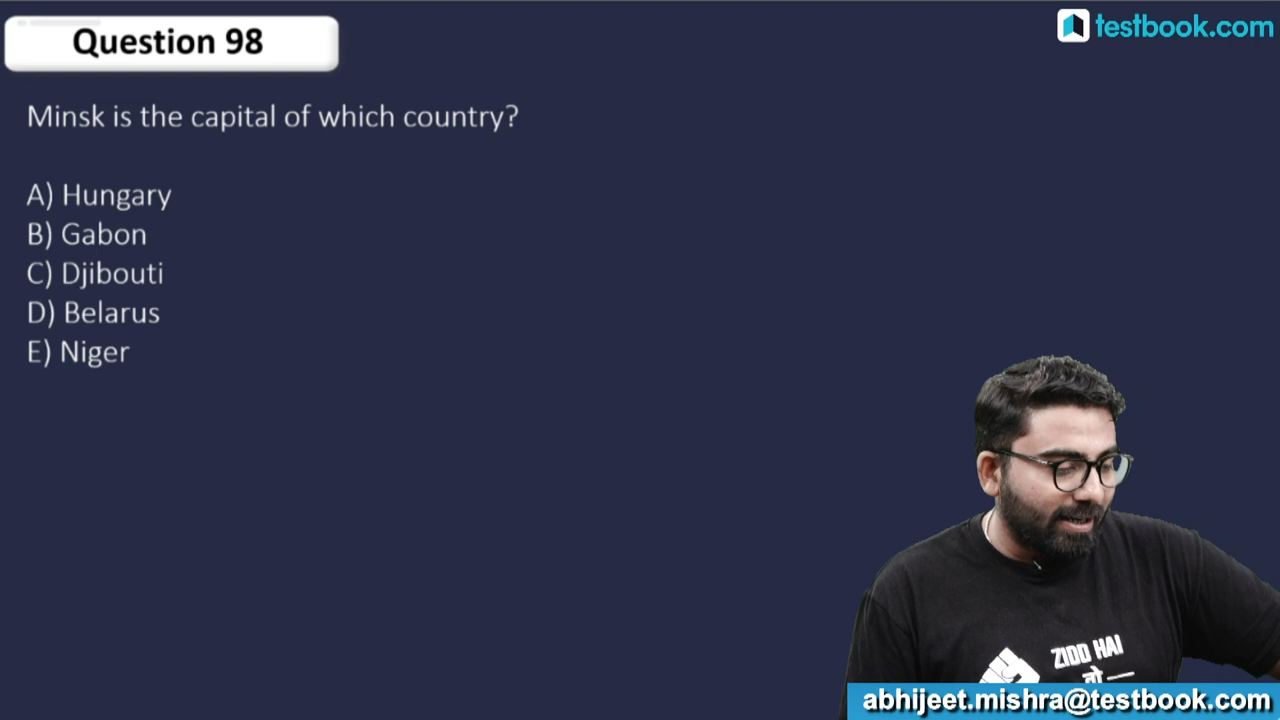 Question 98
testbook.com
Minsk is the capital of which country?
A) Hungary
B) Gabon
C) Djibouti
D) Belarus
E) Niger
ZIDD HAI
तो —
abhijeet.mishra@testbook.com